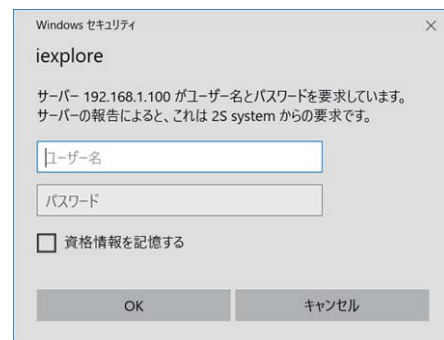 Windows セキュリティ
iexplore
サーバー 192.168.1.100 がユーザー名とパスワードを要求しています。
サーバーの報告によると、これは 2S system からの要求です。
ユーザー名
パスワード
資格情報を記憶する
OK キャンセル